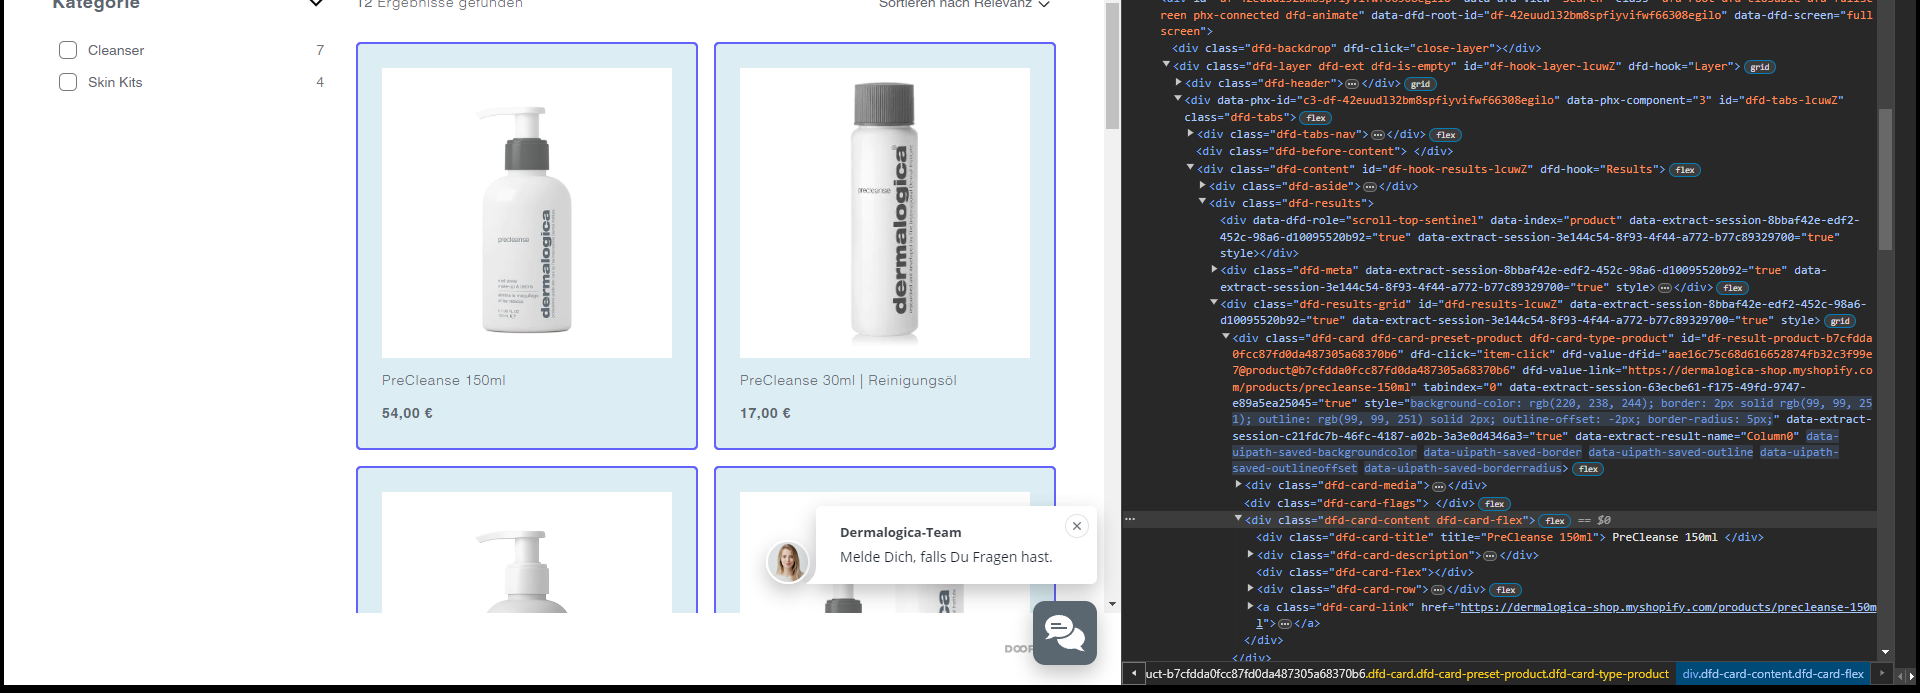 Kategorie
12 Ergebnisse gefunden
Sortieren nach Relevanz
Cleanser 7
Skin Kits 4
precleanse
dermalogica
PreCleanse 150ml
54,00 €
precleanse
dermalogica
PreCleanse 30ml | Reinigungsöl
17,00 €
Dermalogica-Team
Melde Dich, falls Du Fragen hast.
DOOF
reen phx-connected dfd-animate" data-dfd-root-id="df-42euudl32bm8spfiyvifwf66308egilo" data-dfd-screen="full
screen">
<div class="dfd-backdrop" dfd-click="close-layer"></div>
<div class="dfd-layer dfd-ext dfd-is-empty" id="df-hook-layer-lcuwZ" dfd-hook="Layer"> grid
<div class="dfd-header">…</div> grid
<div data-phx-id="c3-df-42euudl32bm8spfiyvifwf66308egilo" data-phx-component="3" id="dfd-tabs-lcuwZ"
class="dfd-tabs"> flex
<div class="dfd-tabs-nav">…</div> flex
<div class="dfd-before-content"> </div>
<div class="dfd-content" id="df-hook-results-lcuwZ" dfd-hook="Results"> flex
<div class="dfd-aside">…</div>
<div class="dfd-results">
<div data-dfd-role="scroll-top-sentinel" data-index="product" data-extract-session-8bbaf42e-edf2-
452c-98a6-d10095520b92="true" data-extract-session-3e144c54-8f93-4f44-a772-b77c89329700="true"
style></div>
<div class="dfd-meta" data-extract-session-8bbaf42e-edf2-452c-98a6-d10095520b92="true" data-
extract-session-3e144c54-8f93-4f44-a772-b77c89329700="true" style>…</div> flex
<div class="dfd-results-grid" id="dfd-results-lcuwZ" data-extract-session-8bbaf42e-edf2-452c-98a6-
d10095520b92="true" data-extract-session-3e144c54-8f93-4f44-a772-b77c89329700="true" style> grid
<div class="dfd-card dfd-card-preset-product dfd-card-type-product" id="df-result-product-b7cfdda
0fcc87fd0da487305a68370b6" dfd-click="item-click" dfd-value-dfid="aae16c75c68d616652874fb32c3f99e
7@product@b7cfdda0fcc87fd0da487305a68370b6" dfd-value-link="https://dermalogica-shop.myshopify.co
m/products/precleanse-150ml" tabindex="0" data-extract-session-63ecbe61-f175-49fd-9747-
e89a5ea25045="true" style="background-color: rgb(220, 238, 244); border: 2px solid rgb(99, 99, 25
1); outline: rgb(99, 99, 251) solid 2px; outline-offset: -2px; border-radius: 5px;" data-extract-
session-c21fdc7b-46fc-4187-a02b-3a3e0d4346a3="true" data-extract-result-name="Column0" data-
uipath-saved-backgroundcolor data-uipath-saved-border data-uipath-saved-outline data-uipath-
saved-outlineoffset data-uipath-saved-borderradius> flex
<div class="dfd-card-media">…</div>
<div class="dfd-card-flags"> </div> flex
<div class="dfd-card-content dfd-card-flex"> flex == $0
<div class="dfd-card-title" title="PreCleanse 150ml"> PreCleanse 150ml </div>
<div class="dfd-card-description">…</div>
<div class="dfd-card-flex"></div>
<div class="dfd-card-row">…</div> flex
<a class="dfd-card-link" href="https://dermalogica-shop.myshopify.com/products/precleanse-150m
l">…</a>
</div>
</div>
uct-b7cfdda0fcc87fd0da487305a68370b6.dfd-card.dfd-card-preset-product.dfd-card-type-product div.dfd-card-content.dfd-card-flex